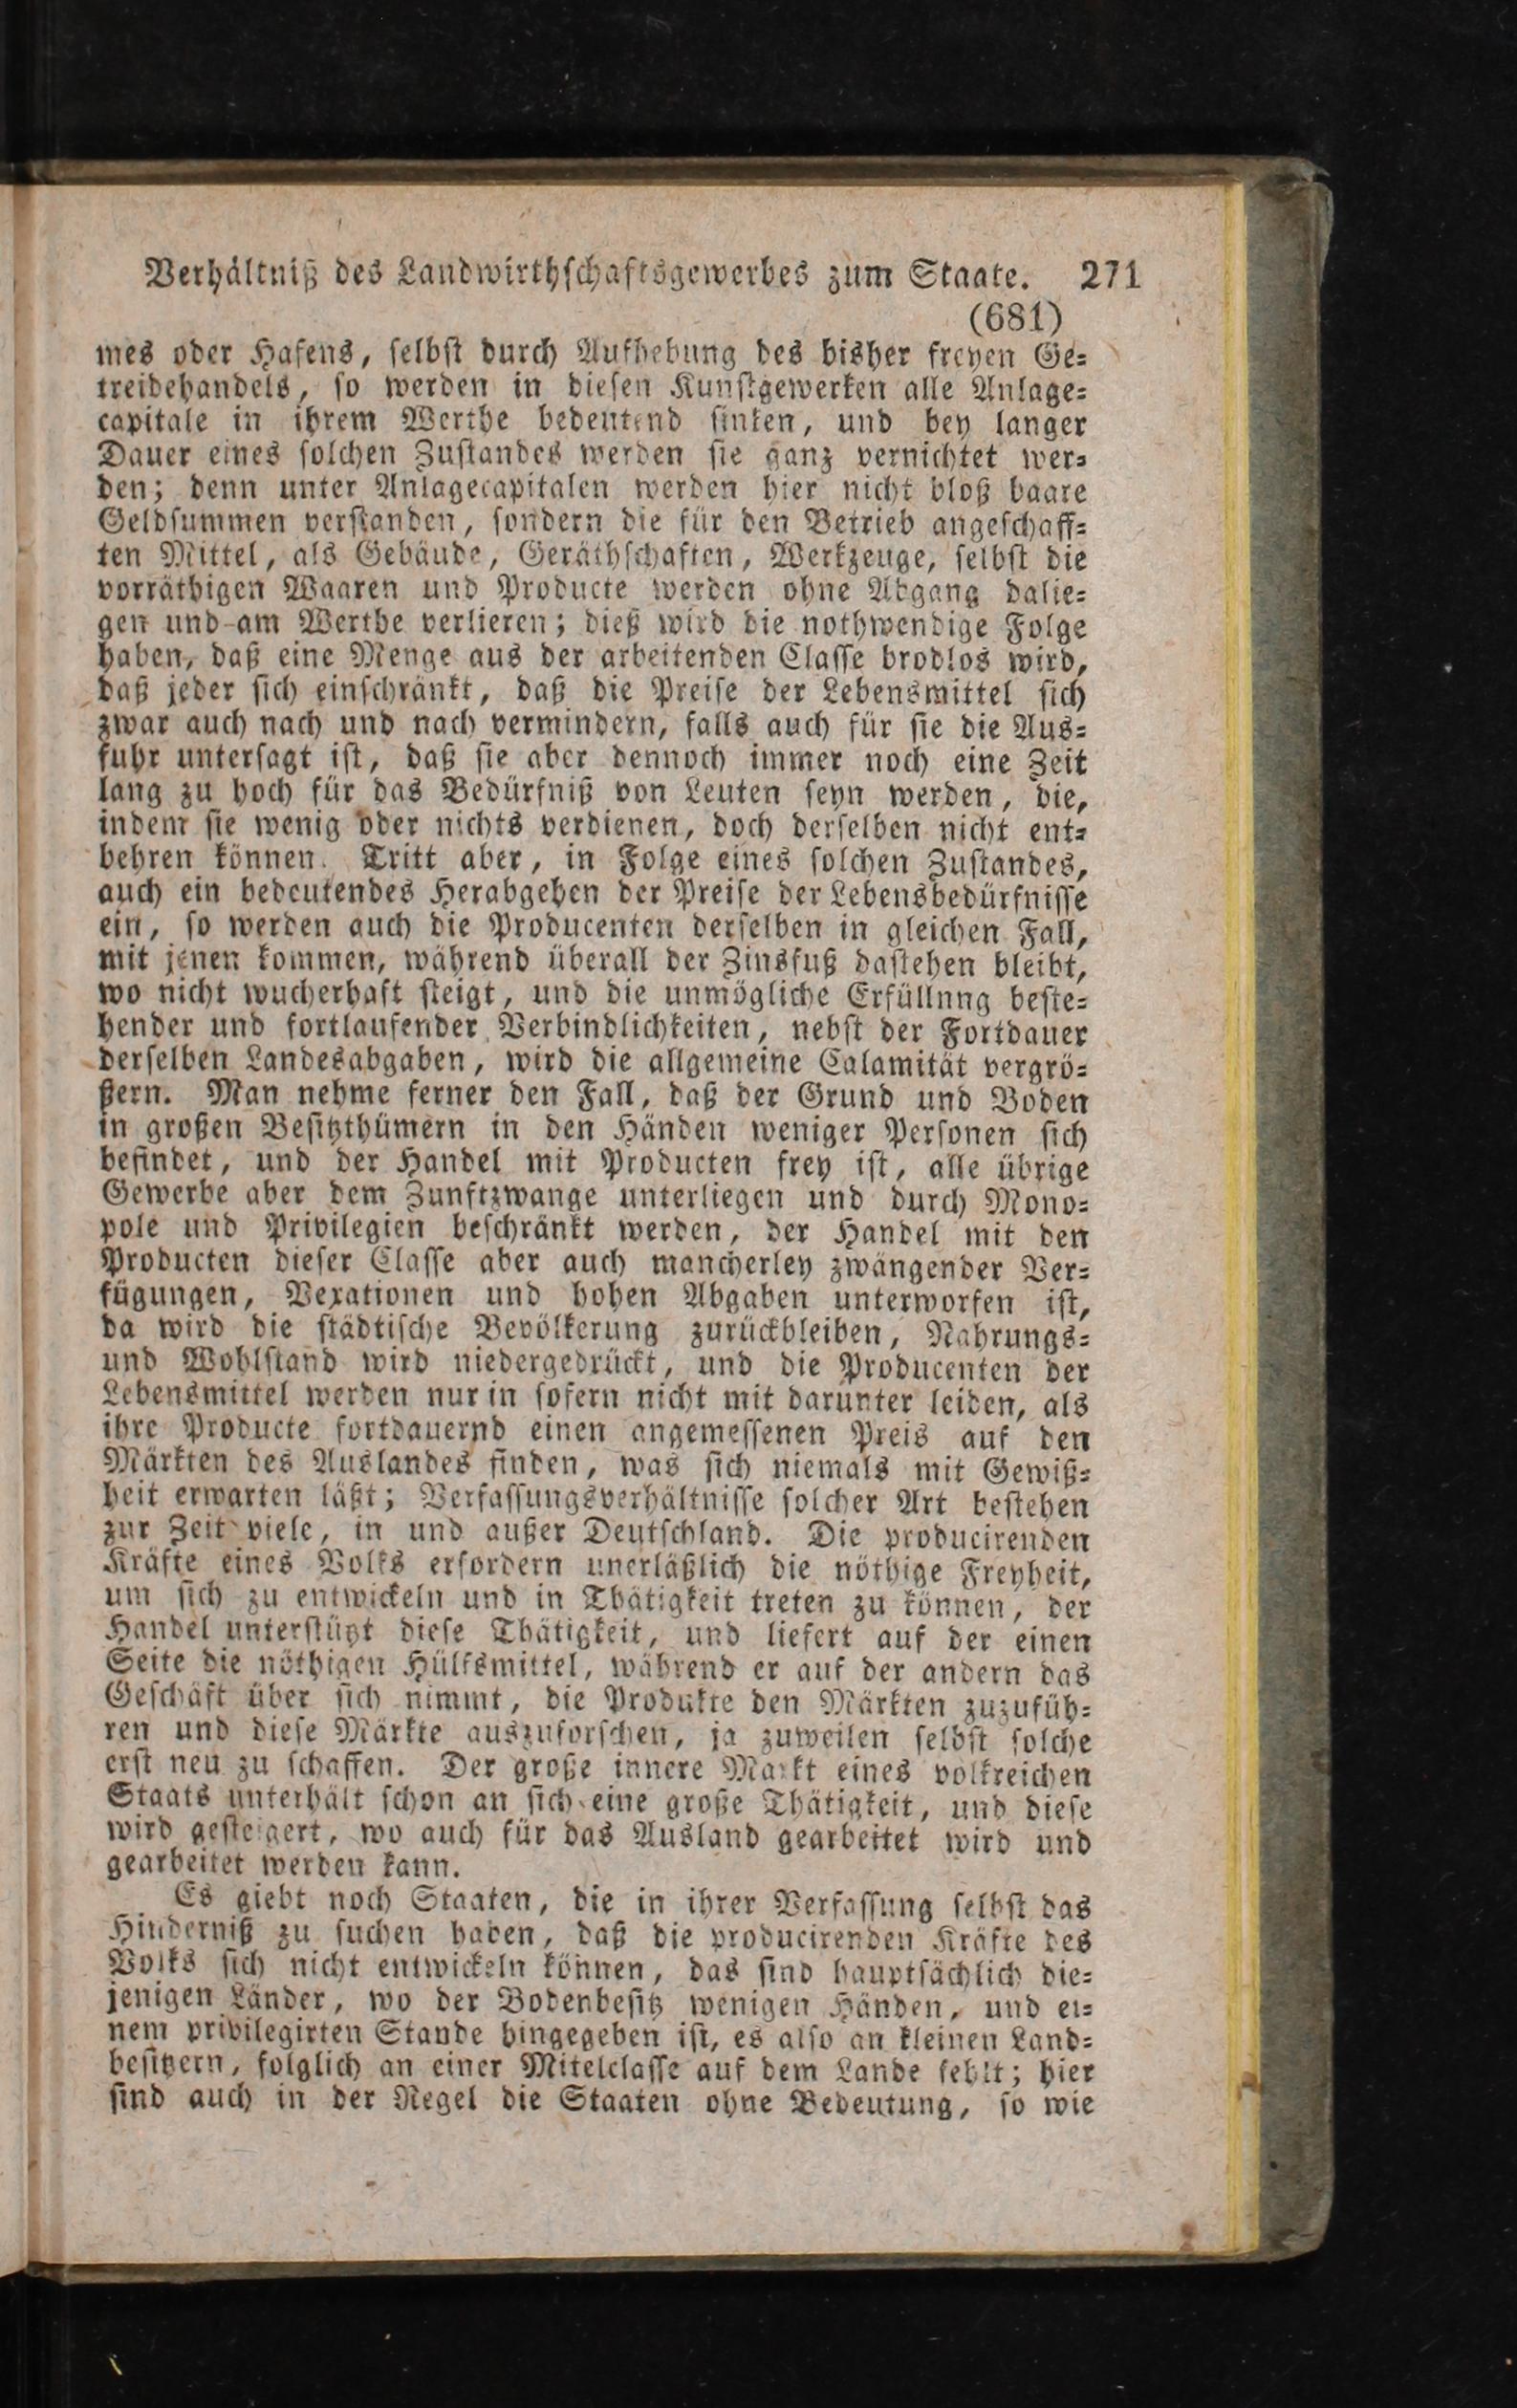 Verhältniß des Landwirthschaftsgewerbes zum Staate. 271
(681)
mes oder Hafens, selbst durch Aufhebung des bisher freyen Ge-
treidehandels, so werden in diesen Kunstgewerken alle Anlage-
capitale in ihrem Werthe bedeutend sinken, und bey langer
Dauer eines solchen Zustandes werden sie ganz vernichtet wer-
den; denn unter Anlagecapitalen werden hier nicht bloß baare
Geldsummen verstanden, sondern die für den Betrieb angeschaff-
ten Mittel, als Gebäude, Geräthschaften, Werkzeuge, selbst die
vorräthigen Waaren und Producte werden ohne Abgang dalie-
gen und am Werthe verlieren; dieß wird die nothwendige Folge
haben, daß eine Menge aus der arbeitenden Classe brodlos wird,
daß jeder sich einschränkt, daß die Preise der Lebensmittel sich
zwar auch nach und nach vermindern, falls auch für sie die Aus-
fuhr untersagt ist, daß sie aber dennoch immer noch eine Zeit
lang zu hoch für das Bedürfniß von Leuten seyn werden, die,
indem sie wenig oder nichts verdienen, doch derselben nicht ent-
behren können. Tritt aber, in Folge eines solchen Zustandes,
auch ein bedeutendes Herabgehen der Preise der Lebensbedürfnisse
ein, so werden auch die Producenten derselben in gleichen Fall,
mit jenen kommen, während überall der Zinsfuß dastehen bleibt,
wo nicht wucherhaft steigt, und die unmögliche Erfüllnng beste-
hender und fortlaufender Verbindlichkeiten, nebst der Fortdauer
derselben Landesabgaben, wird die allgemeine Calamität vergrö-
ßern. Man nehme ferner den Fall, daß der Grund und Boden
in großen Besitzthümern in den Händen weniger Personen sich
befindet, und der Handel mit Producten frey ist, alle übrige
Gewerbe aber dem Zunftzwange unterliegen und durch Mono-
pole und Privilegien beschränkt werden, der Handel mit den
Producten dieser Classe aber auch mancherley zwängender Ver-
fügungen, Vexationen und hohen Abgaben unterworfen ist,
da wird die städtische Bevölkerung zurückbleiben, Nahrungs-
und Wohlstand wird niedergedrückt, und die Producenten der
Lebensmittel werden nur in sofern nicht mit darunter leiden, als
ihre Producte fortdauernd einen angemessenen Preis auf den
Märkten des Auslandes finden, was sich niemals mit Gewiß-
heit erwarten läßt; Verfassungsverhältnisse solcher Art bestehen
zur Zeit viele, in und außer Deutschland. Die producirenden
Kräfte eines Volks erfordern unerläßlich die nöthige Freyheit,
um sich zu entwickeln und in Thätigkeit treten zu können, der
Handel unterstützt diese Thätigkeit, und liefert auf der einen
Seite die nöthigen Hülfsmittel, während er auf der andern das
Geschäft über sich nimmt, die Produkte den Märkten zuzufüh-
ren und diese Märkte auszuforschen, ja zuweilen selbst solche
erst neu zu schaffen. Der große innere Markt eines volkreichen
Staats unterhält schon an sich eine große Thätigkeit, und diese
wird gesteigert, wo auch für das Ausland gearbeitet wird und
gearbeitet werden kann.
Es giebt noch Staaten, die in ihrer Verfassung selbst das
Hinderniß zu suchen haben, daß die producirenden Kräfte des
Volks sich nicht entwickeln können, das sind hauptsächlich die-
jenigen Länder, wo der Bodenbesitz wenigen Händen, und ei-
nem privilegirten Stande hingegeben ist, es also an kleinen Land-
besitzern, folglich an einer Mitelclasse auf dem Lande fehlt; hier
sind auch in der Regel die Staaten ohne Bedeutung, so wie